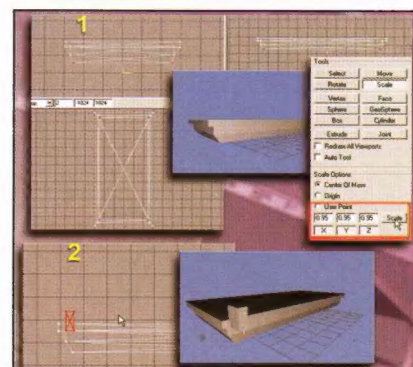 1
2
Tools
Select Move
Rotate Scale
Vertex Face
Sphere GeoSphere
Box Cylinder
Extrude Joint
Redraw All Viewports
Auto Tool
Scale Options
Center Of Mass
Origin
User Point
0.95 0.95 0.95 Scale
X Y Z